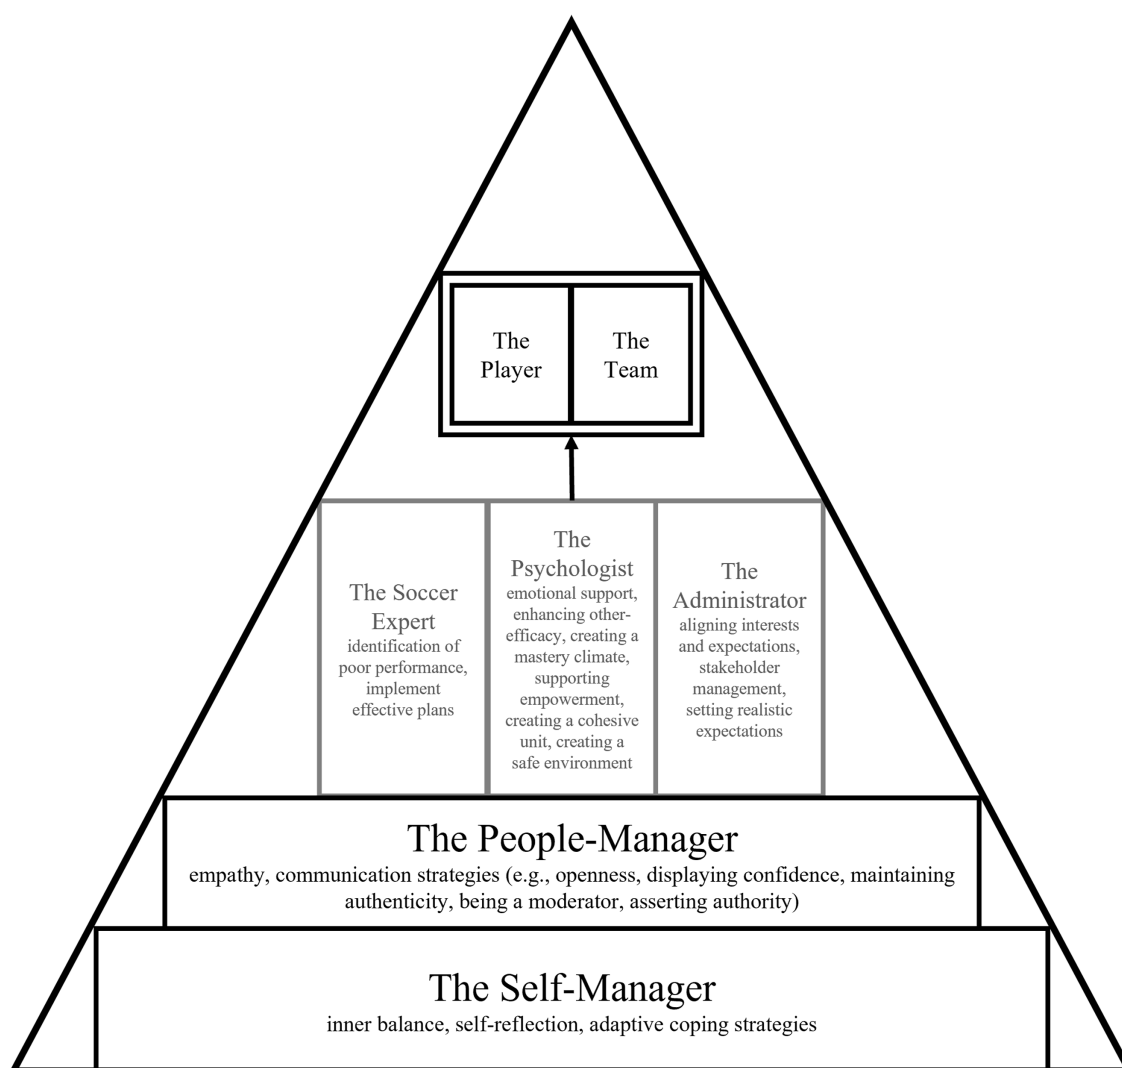 The
Player
The
Team
The Soccer
Expert
identification of
poor performance,
implement
effective plans
The
Psychologist
emotional support,
enhancing other-
efficacy, creating a
mastery climate,
supporting
empowerment,
creating a cohesive
unit, creating a
safe environment
The
Administrator
aligning interests
and expectations,
stakeholder
management,
setting realistic
expectations
The People-Manager
empathy, communication strategies (e.g., openness, displaying confidence, maintaining
authenticity, being a moderator, asserting authority)
The Self-Manager
inner balance, self-reflection, adaptive coping strategies